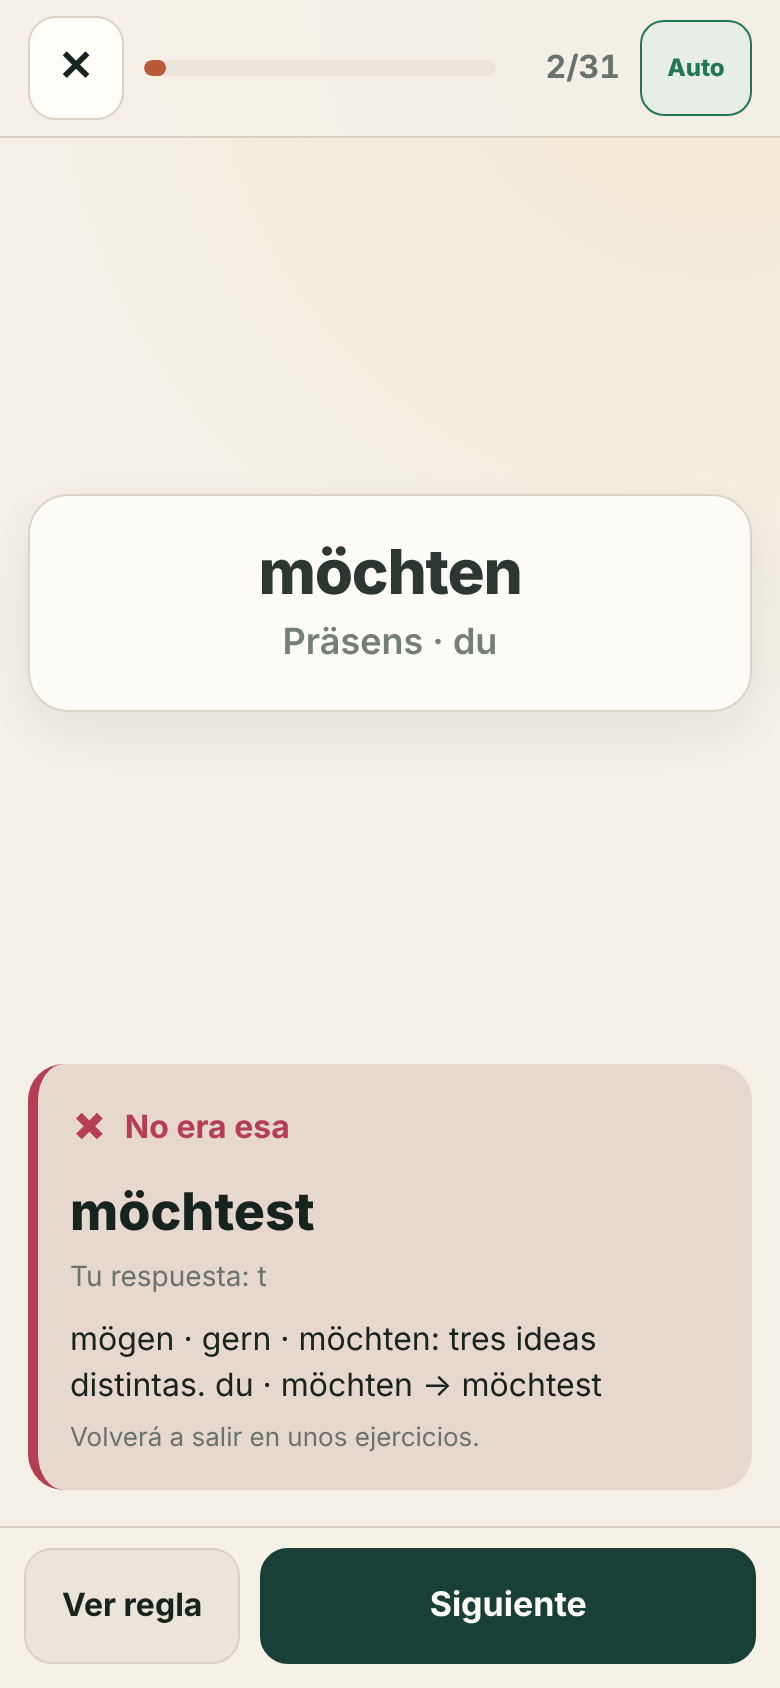 ✕
2/31
Auto
möchten
Präsens · du
✖ No era esa
möchtest
Tu respuesta: t
mögen · gern · möchten: tres ideas
distintas. du · möchten → möchtest
Volverá a salir en unos ejercicios.
Ver regla
Siguiente